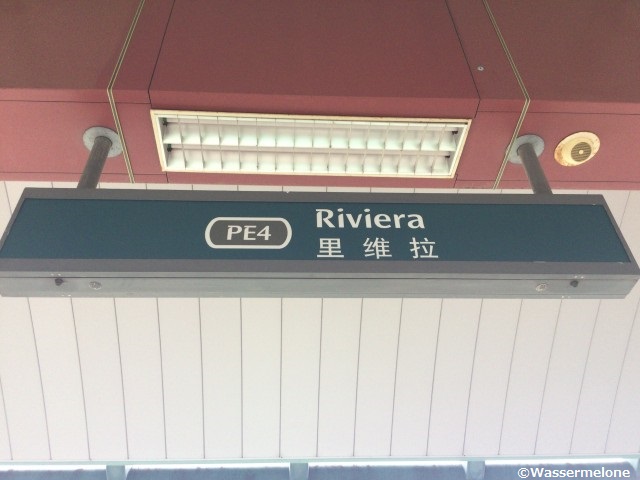 PE4
Riviera
里维拉
©Wassermelone